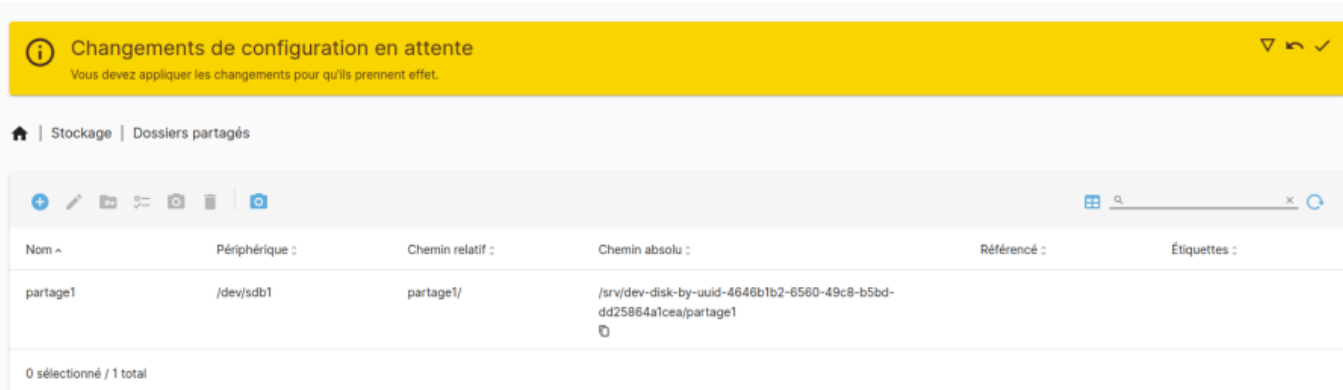 Changements de configuration en attente
Vous devez appliquer les changements pour qu'ils prennent effet.
| Stockage | Dossiers partagés
Nom Périphérique Chemin relatif Chemin absolu Référencé Étiquettes
partage1 /dev/sdb1 partage1/ /srv/dev-disk-by-uuid-4646b1b2-6560-49c8-b5bd-
dd25864a1cea/partage1
0 sélectionné / 1 total